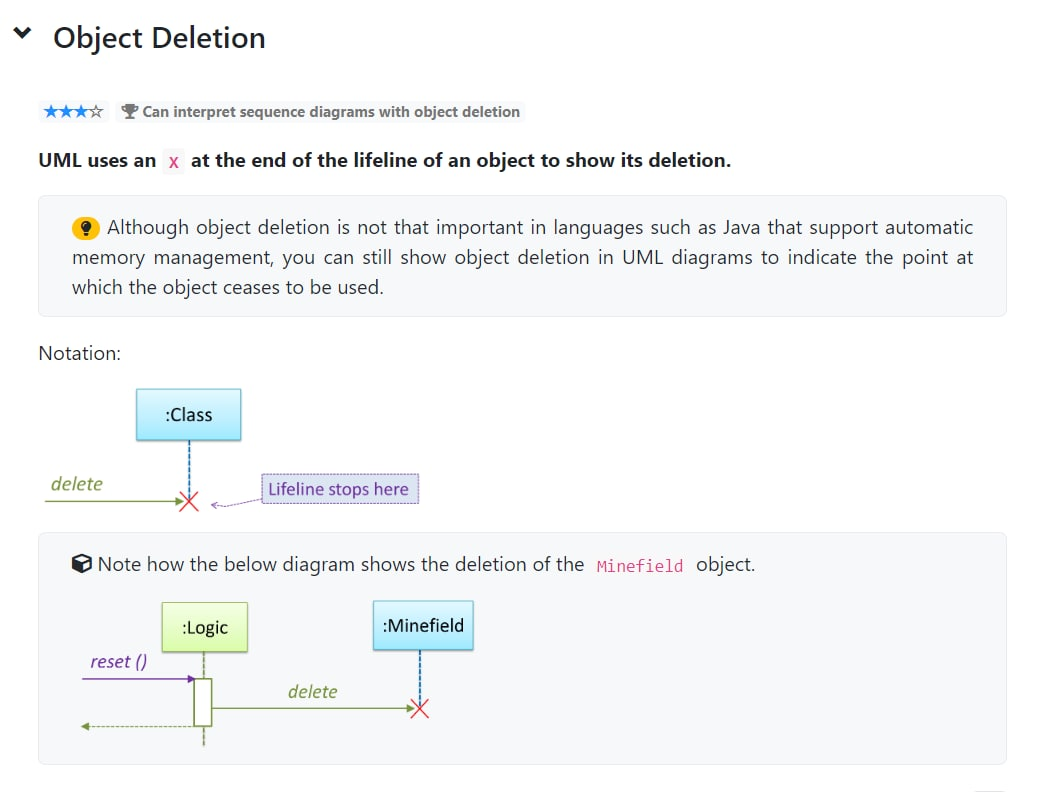 Object Deletion
★★★☆ 🏆 Can interpret sequence diagrams with object deletion
UML uses an X at the end of the lifeline of an object to show its deletion.
Although object deletion is not that important in languages such as Java that support automatic
memory management, you can still show object deletion in UML diagrams to indicate the point at
which the object ceases to be used.
Notation:
:Class
delete
Lifeline stops here
Note how the below diagram shows the deletion of the Minefield object.
:Logic
:Minefield
reset ()
delete